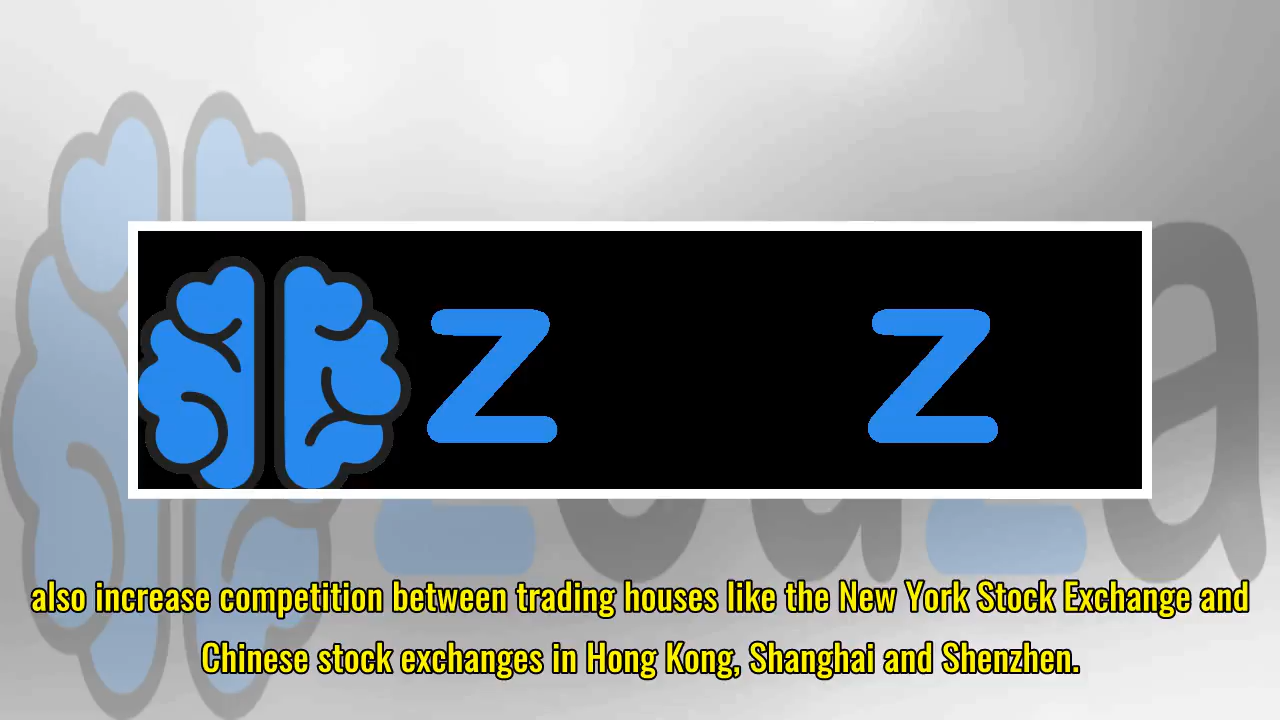 z z
also increase competition between trading houses like the New York Stock Exchange and
Chinese stock exchanges in Hong Kong, Shanghai and Shenzhen.